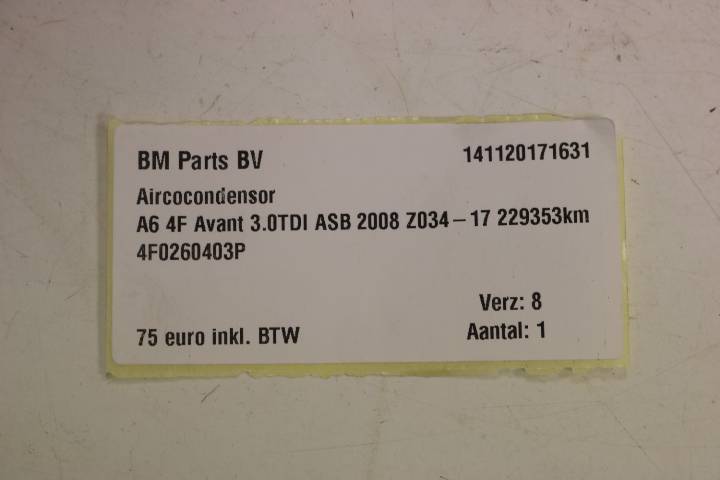 BM Parts BV 141120171631
Aircocondensor
A6 4F Avant 3.0TDI ASB 2008 Z034-17 229353km
4F0260403P
Verz: 8
75 euro inkl. BTW Aantal: 1